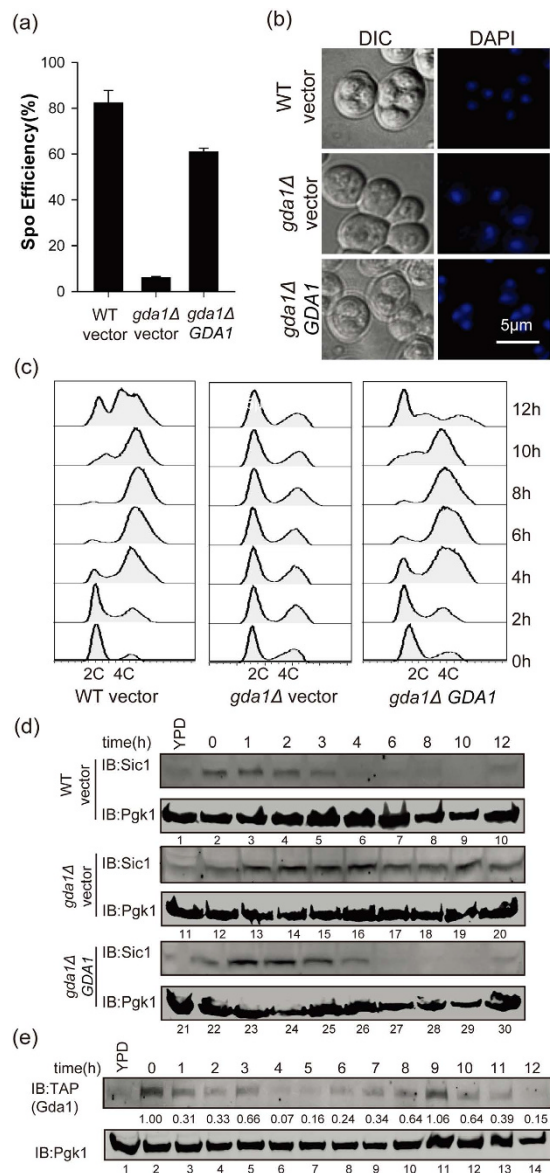 (a)
Spo Efficiency(%)
100
80
60
40
20
0
WT vector
gda1Δ vector
gda1Δ GDA1
(b)
DIC
DAPI
WT vector
gda1Δ vector
gda1Δ GDA1
5μm
(c)
12h
10h
8h
6h
4h
2h
0h
2C 4C
2C 4C
2C 4C
WT vector
gda1Δ vector
gda1Δ GDA1
(d)
time(h) YPD 0 1 2 3 4 6 8 10 12
WT vector
IB:Sic1
IB:Pgk1
1 2 3 4 5 6 7 8 9 10
gda1Δ vector
IB:Sic1
IB:Pgk1
11 12 13 14 15 16 17 18 19 20
gda1Δ GDA1
IB:Sic1
IB:Pgk1
21 22 23 24 25 26 27 28 29 30
(e)
time(h) YPD 0 1 2 3 4 5 6 7 8 9 10 11 12
IB:TAP
(Gda1)
1.00 0.31 0.33 0.66 0.07 0.16 0.24 0.34 0.64 1.06 0.64 0.39 0.15
IB:Pgk1
1 2 3 4 5 6 7 8 9 10 11 12 13 14